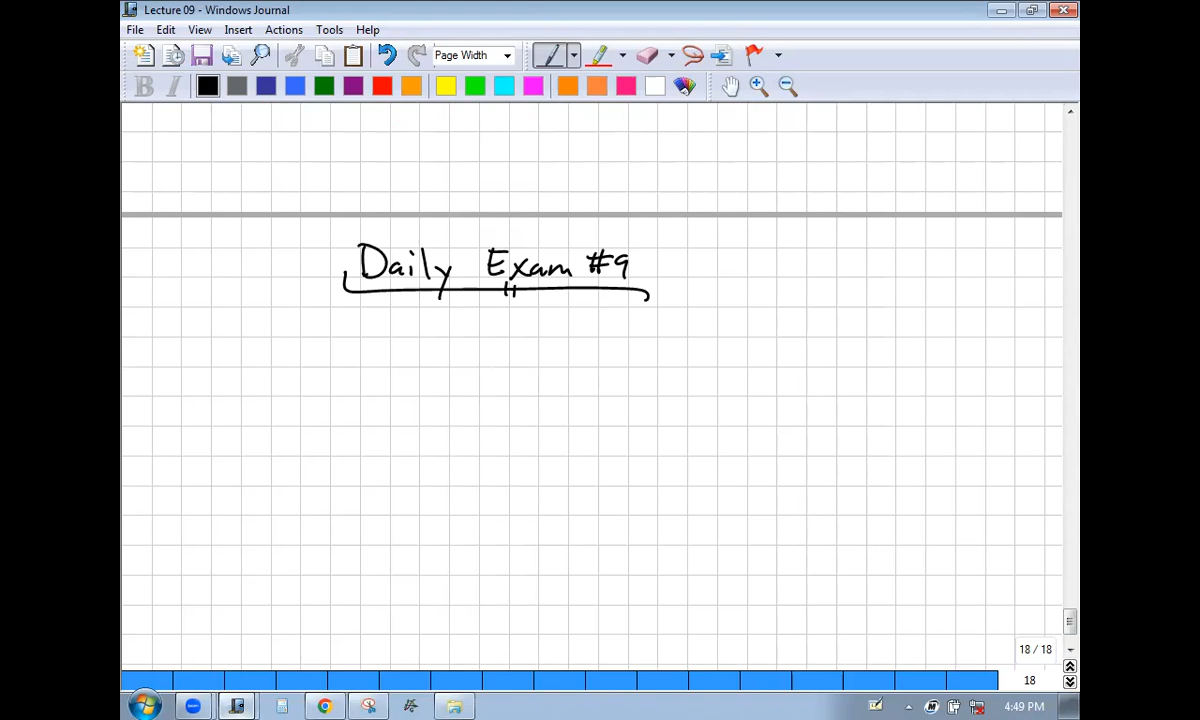 Lecture 09 - Windows Journal
File Edit View Insert Actions Tools Help
Page Width
B I
Daily Exam #9
18 / 18
18
4:49 PM